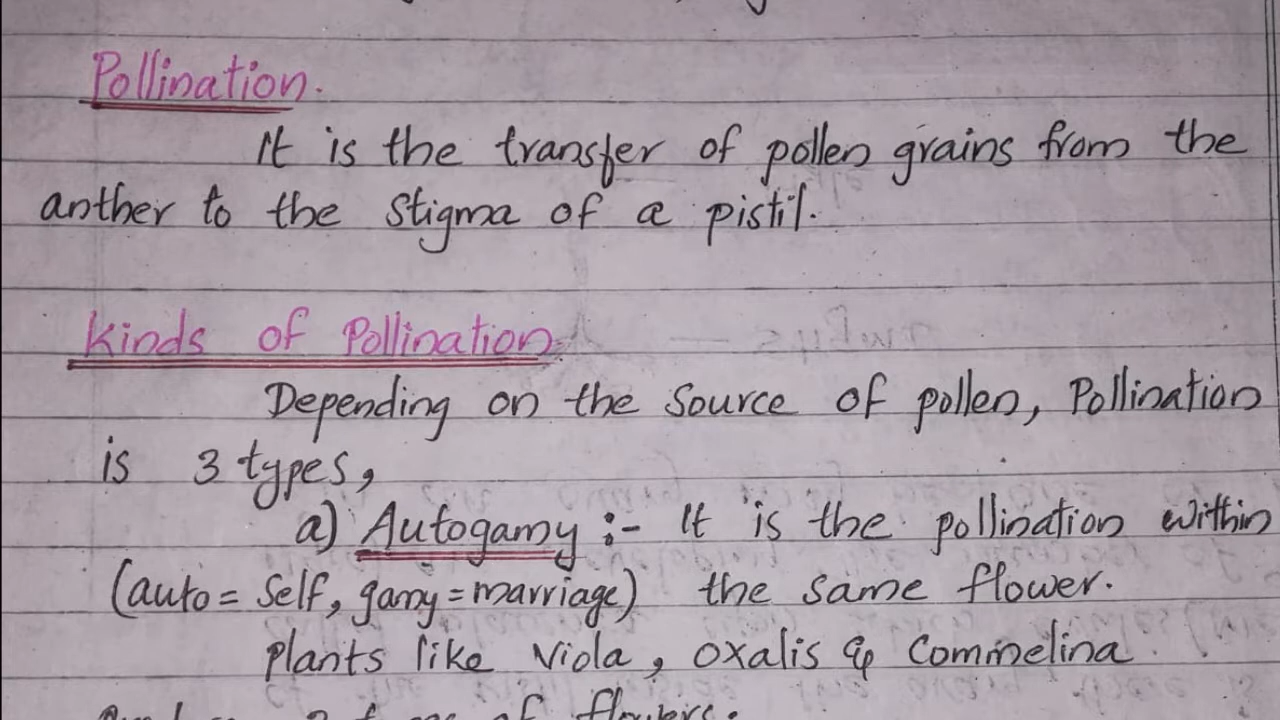 Pollination.
It is the transfer of pollen grains from the
anther to the stigma of a pistil.
Kinds of Pollination
Depending on the source of pollen, Pollination
is 3 types,
a) Autogamy :- It is the pollination within
(auto = Self, gamy = marriage) the same flower.
Plants like Viola, Oxalis & Commelina.
of flowers.